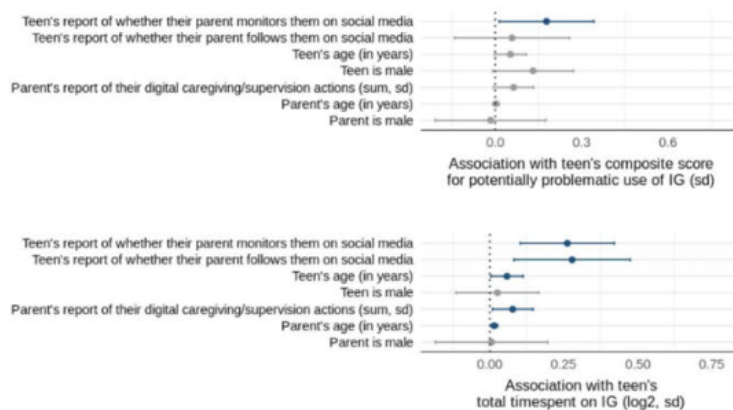 Teen's report of whether their parent monitors them on social media
Teen's report of whether their parent follows them on social media
Teen's age (in years)
Teen is male
Parent's report of their digital caregiving/supervision actions (sum, sd)
Parent's age (in years)
Parent is male
0.0 0.3 0.6
Association with teen's composite score
for potentially problematic use of IG (sd)
Teen's report of whether their parent monitors them on social media
Teen's report of whether their parent follows them on social media
Teen's age (in years)
Teen is male
Parent's report of their digital caregiving/supervision actions (sum, sd)
Parent's age (in years)
Parent is male
0.00 0.25 0.50 0.75
Association with teen's
total timespent on IG (log2, sd)